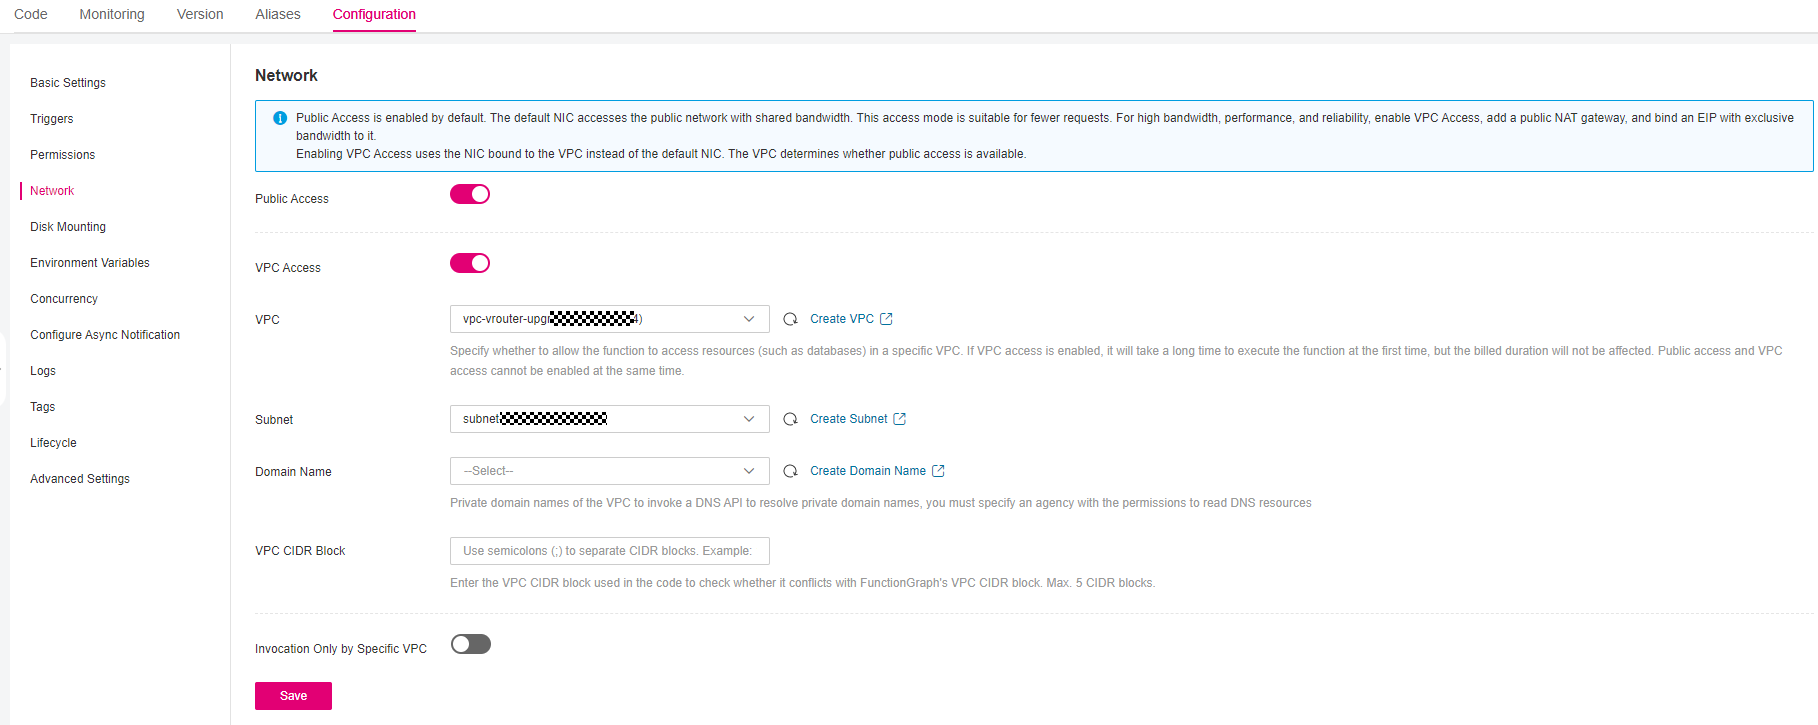 Code Monitoring Version Aliases Configuration
Basic Settings
Triggers
Permissions
Network
Disk Mounting
Environment Variables
Concurrency
Configure Async Notification
Logs
Tags
Lifecycle
Advanced Settings
Network
Public Access is enabled by default. The default NIC accesses the public network with shared bandwidth. This access mode is suitable for fewer requests. For high bandwidth, performance, and reliability, enable VPC Access, add a public NAT gateway, and bind an EIP with exclusive
bandwidth to it.
Enabling VPC Access uses the NIC bound to the VPC instead of the default NIC. The VPC determines whether public access is available.
Public Access
VPC Access
VPC vpc-vrouter-upgr 4) Create VPC
Specify whether to allow the function to access resources (such as databases) in a specific VPC. If VPC access is enabled, it will take a long time to execute the function at the first time, but the billed duration will not be affected. Public access and VPC
access cannot be enabled at the same time.
Subnet subnet Create Subnet
Domain Name --Select-- Create Domain Name
Private domain names of the VPC to invoke a DNS API to resolve private domain names, you must specify an agency with the permissions to read DNS resources
VPC CIDR Block Use semicolons (;) to separate CIDR blocks. Example:
Enter the VPC CIDR block used in the code to check whether it conflicts with FunctionGraph's VPC CIDR block. Max. 5 CIDR blocks.
Invocation Only by Specific VPC
Save